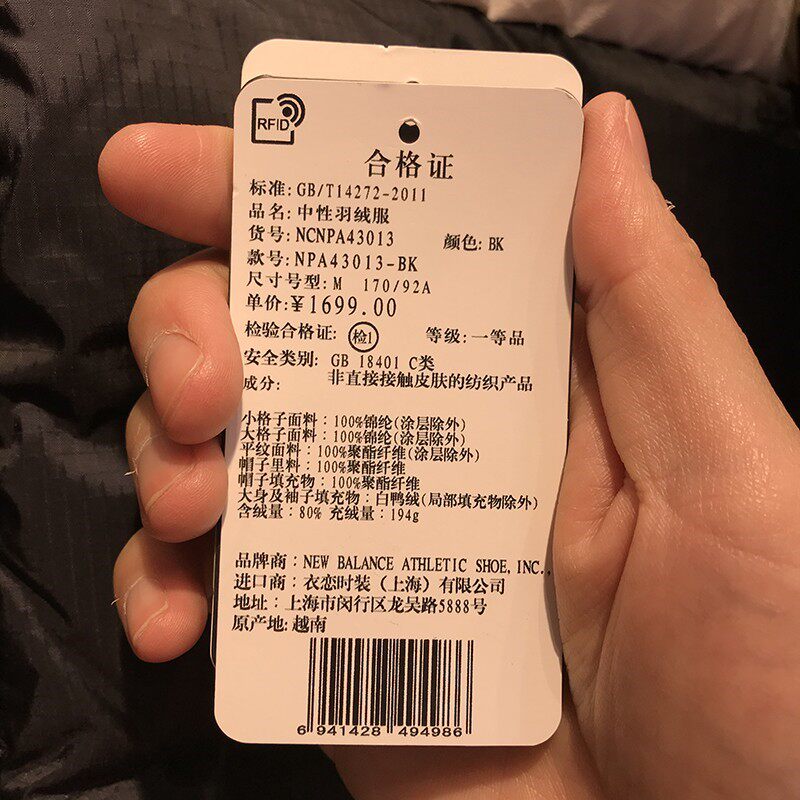 RFID
合格证
标准: GB/T14272-2011
品名: 中性羽绒服
货号: NCNPA43013 颜色: BK
款号: NPA43013-BK
尺寸号型: M 170/92A
单价: ¥1699.00
检验合格证: 检1 等级: 一等品
安全类别: GB 18401 C类
成分: 非直接接触皮肤的纺织产品
小格子面料：100%锦纶(涂层除外)
大格子面料：100%锦纶(涂层除外)
平纹面料：100%聚酯纤维(涂层除外)
帽子里料：100%聚酯纤维
帽子填充物：100%聚酯纤维
大身及袖子填充物：白鸭绒(局部填充物除外)
含绒量：80% 充绒量：194g
品牌商：NEW BALANCE ATHLETIC SHOE, INC.,
进口商：衣恋时装（上海）有限公司
地址：上海市闵行区龙吴路5888号
原产地: 越南
6 941428 494986